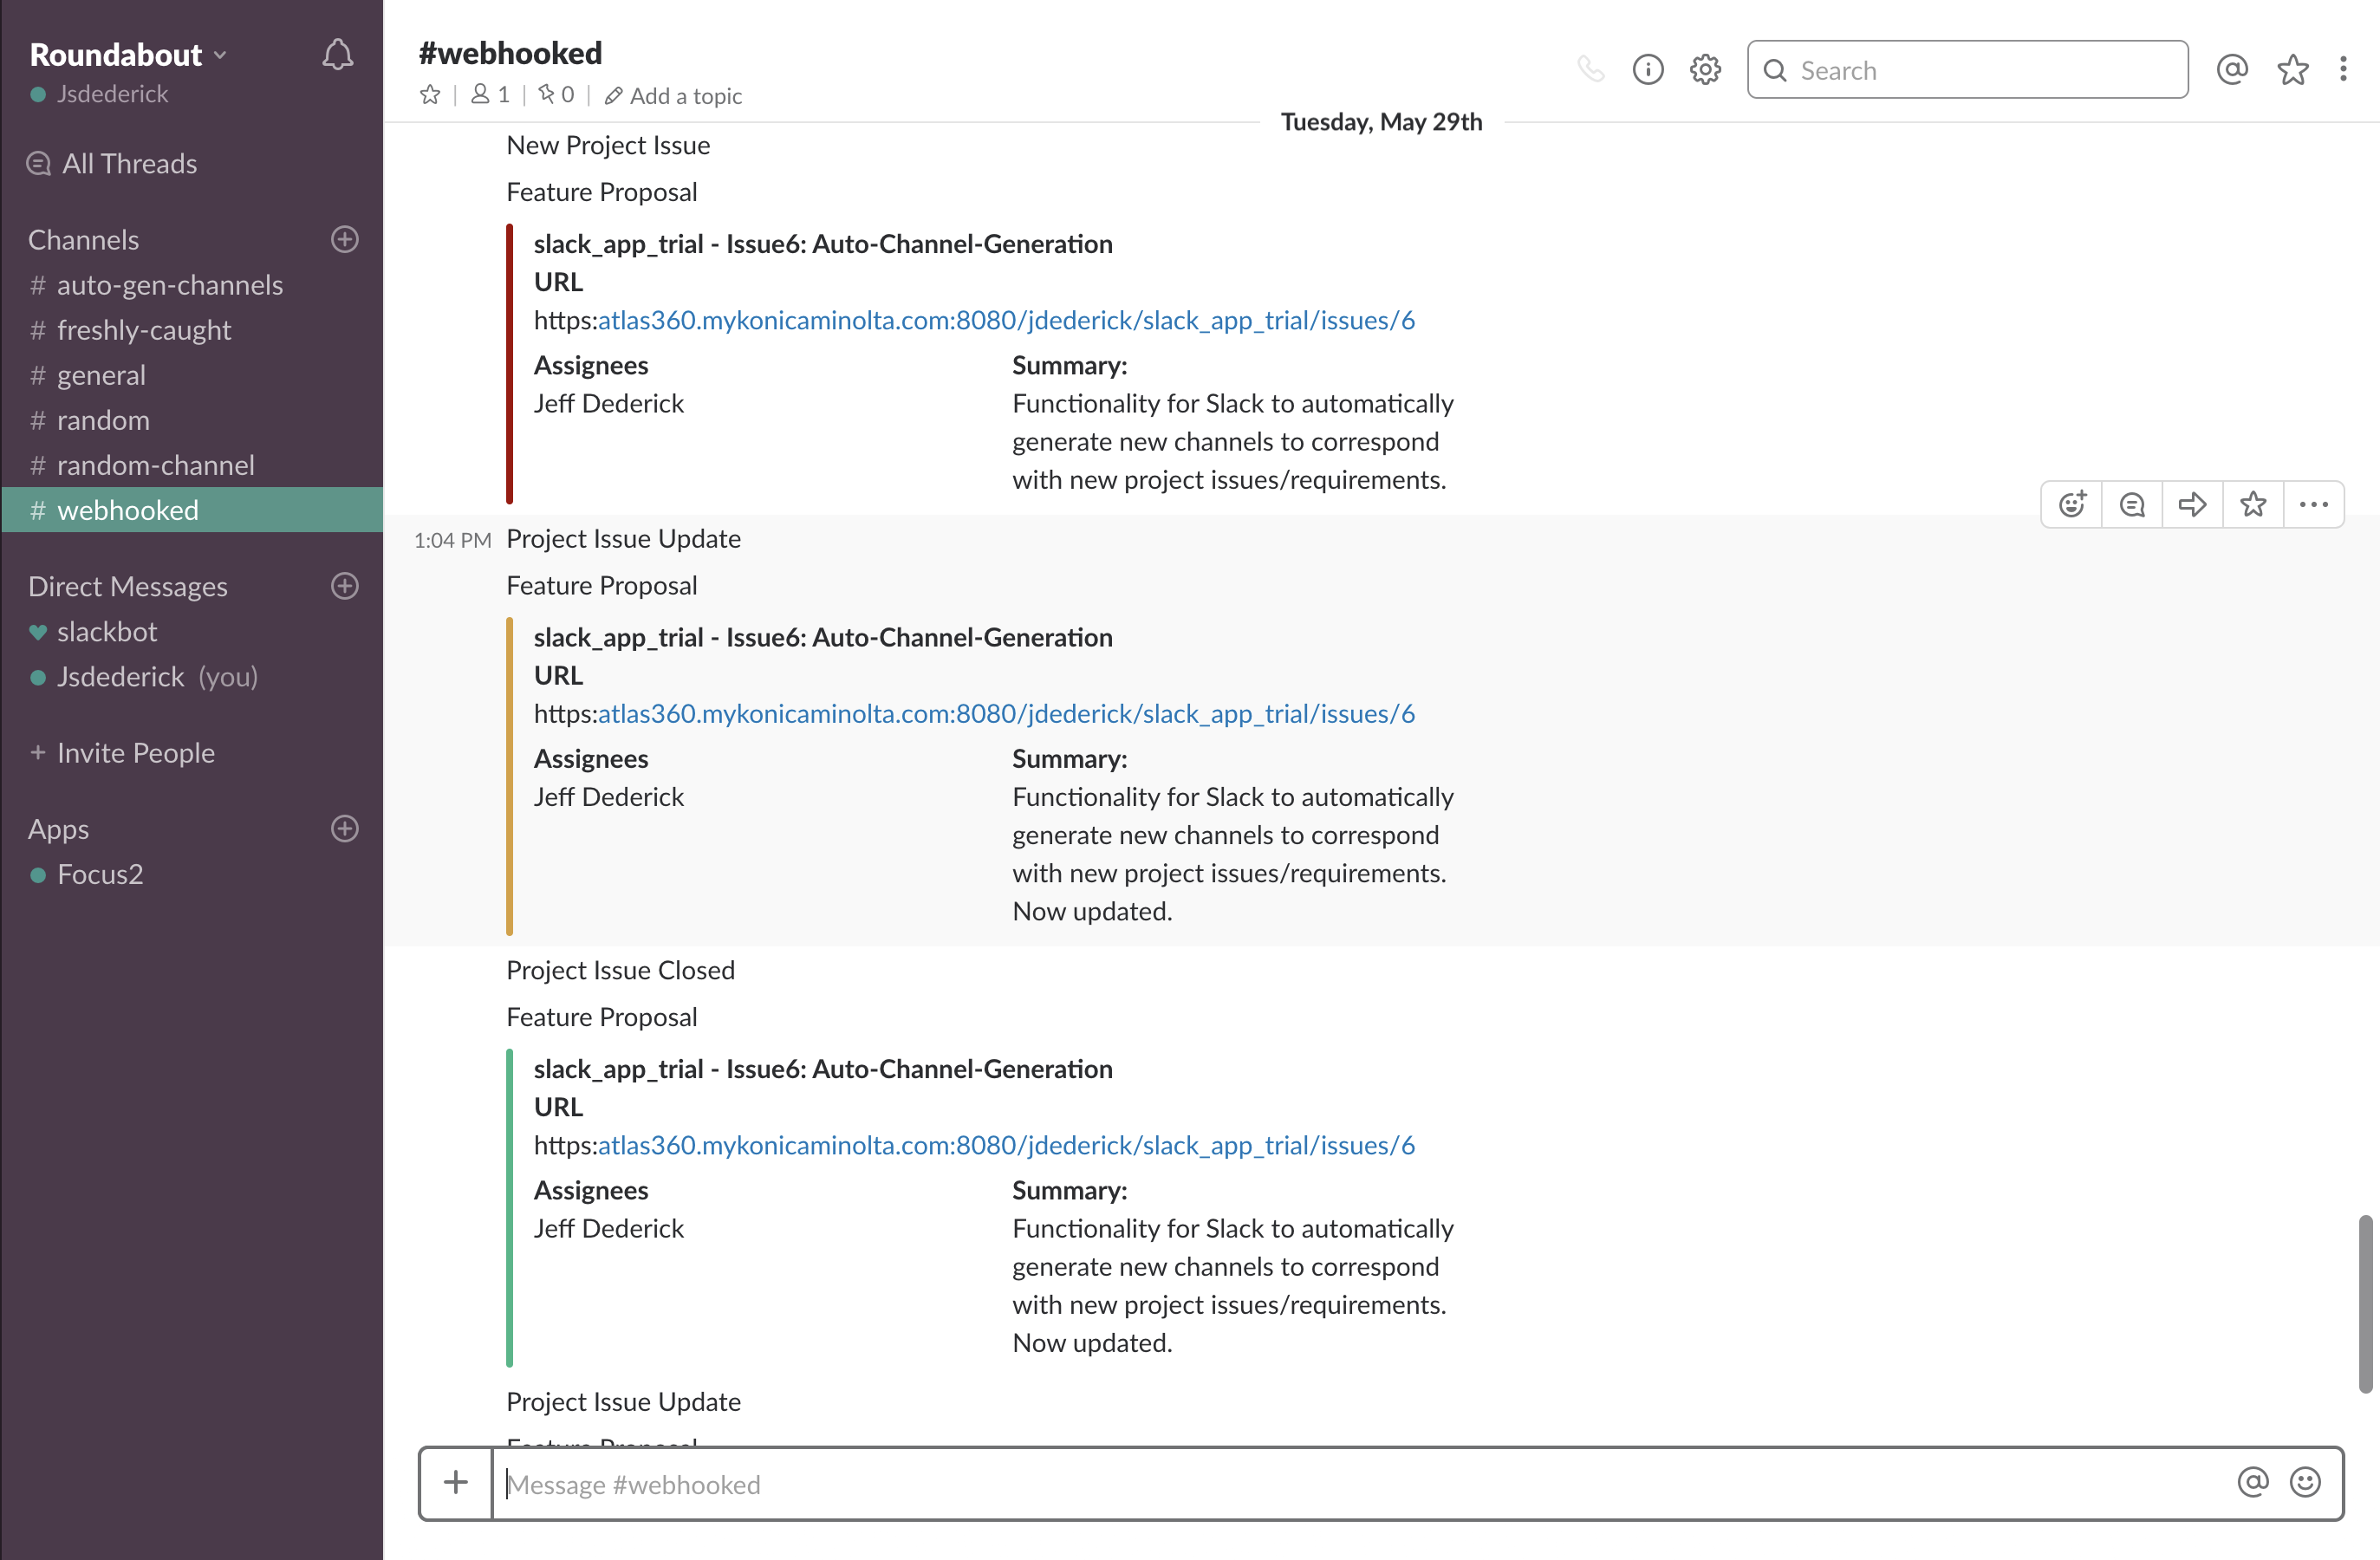 Roundabout
Jsdederick
All Threads
Channels
# auto-gen-channels
# freshly-caught
# general
# random
# random-channel
# webhooked
Direct Messages
slackbot
Jsdederick (you)
+ Invite People
Apps
Focus2
#webhooked
1
0
Add a topic
Search
Tuesday, May 29th
New Project Issue
Feature Proposal
slack_app_trial - Issue6: Auto-Channel-Generation
URL
https:atlas360.mykonicaminolta.com:8080/jdederick/slack_app_trial/issues/6
Assignees
Jeff Dederick
Summary:
Functionality for Slack to automatically
generate new channels to correspond
with new project issues/requirements.
1:04 PM Project Issue Update
Feature Proposal
slack_app_trial - Issue6: Auto-Channel-Generation
URL
https:atlas360.mykonicaminolta.com:8080/jdederick/slack_app_trial/issues/6
Assignees
Jeff Dederick
Summary:
Functionality for Slack to automatically
generate new channels to correspond
with new project issues/requirements.
Now updated.
Project Issue Closed
Feature Proposal
slack_app_trial - Issue6: Auto-Channel-Generation
URL
https:atlas360.mykonicaminolta.com:8080/jdederick/slack_app_trial/issues/6
Assignees
Jeff Dederick
Summary:
Functionality for Slack to automatically
generate new channels to correspond
with new project issues/requirements.
Now updated.
Project Issue Update
Feature Proposal
Message #webhooked